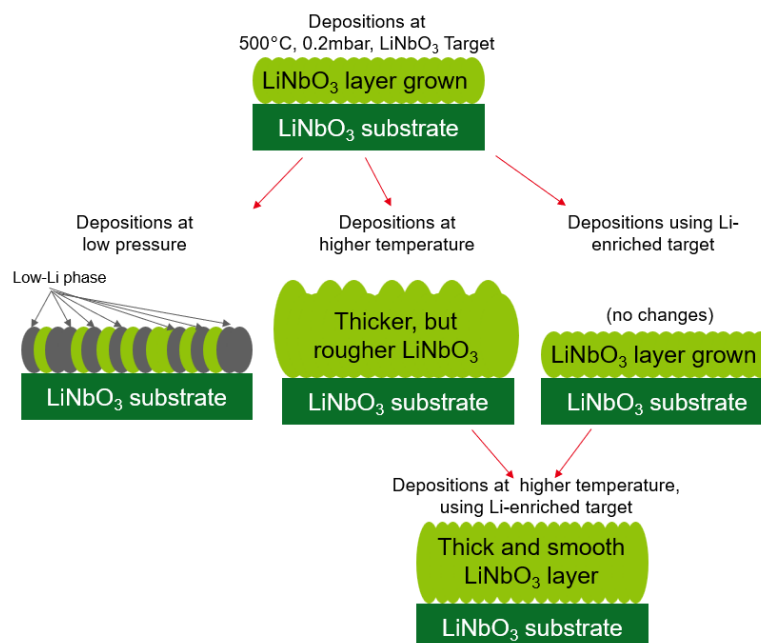 Depositions at
500°C, 0.2mbar, LiNbO₃ Target
LiNbO₃ layer grown
LiNbO₃ substrate
Depositions at
low pressure
Low-Li phase
LiNbO₃ substrate
Depositions at
higher temperature
Thicker, but
rougher LiNbO₃
LiNbO₃ substrate
Depositions using Li-
enriched target
(no changes)
LiNbO₃ layer grown
LiNbO₃ substrate
Depositions at higher temperature,
using Li-enriched target
Thick and smooth
LiNbO₃ layer
LiNbO₃ substrate